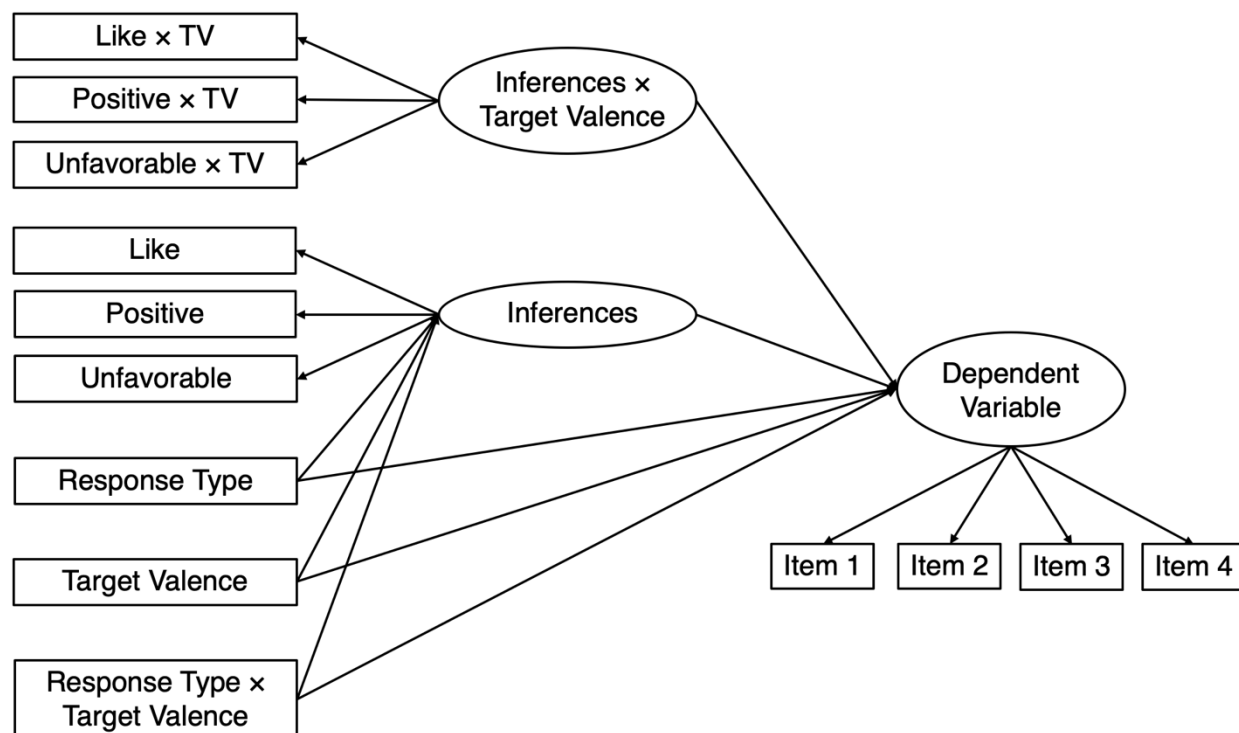 Like × TV
Positive × TV
Unfavorable × TV
Inferences ×
Target Valence
Like
Positive
Unfavorable
Inferences
Response Type
Target Valence
Response Type ×
Target Valence
Dependent
Variable
Item 1
Item 2
Item 3
Item 4